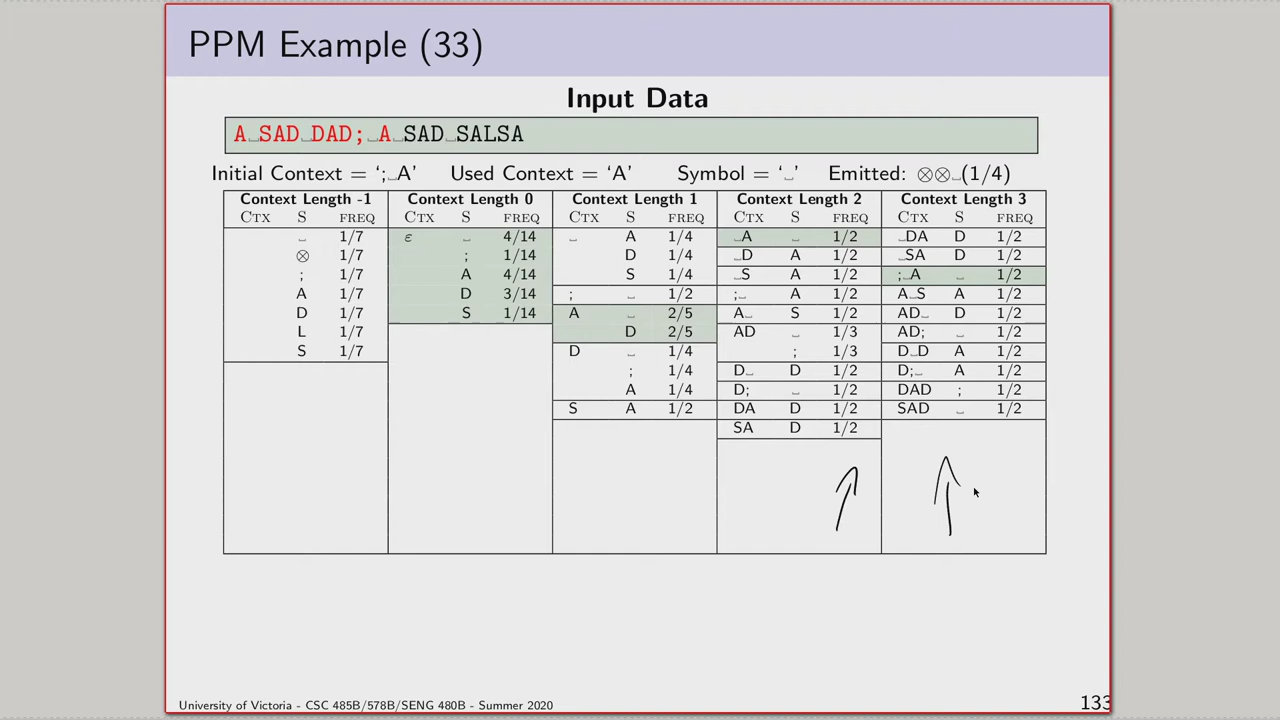 PPM Example (33)
Input Data
A␣SAD␣DAD;␣A␣SAD␣SALSA
Initial Context = ‘;␣A’ Used Context = ‘A’ Symbol = ‘␣’ Emitted: ⊗⊗␣(1/4)
Context Length -1 Context Length 0 Context Length 1 Context Length 2 Context Length 3
CTX S FREQ CTX S FREQ CTX S FREQ CTX S FREQ CTX S FREQ
␣ 1/7 ε ␣ 4/14 ␣ A 1/4 ␣A ␣ 1/2 ␣DA D 1/2
⊗ 1/7 ; 1/14 D 1/4 ␣D A 1/2 ␣SA D 1/2
; 1/7 A 4/14 S 1/4 ␣S A 1/2 ;␣A ␣ 1/2
A 1/7 D 3/14 ; ␣ 1/2 ;␣ A 1/2 A␣S A 1/2
D 1/7 S 1/14 A ␣ 2/5 A␣ S 1/2 AD␣ D 1/2
L 1/7 D 2/5 AD ␣ 1/3 AD; ␣ 1/2
S 1/7 D ␣ 1/4 ; 1/3 D␣D A 1/2
; 1/4 D␣ D 1/2 D;␣ A 1/2
A 1/4 D; ␣ 1/2 DAD ; 1/2
S A 1/2 DA D 1/2 SAD ␣ 1/2
SA D 1/2
University of Victoria - CSC 485B/578B/SENG 480B - Summer 2020
133